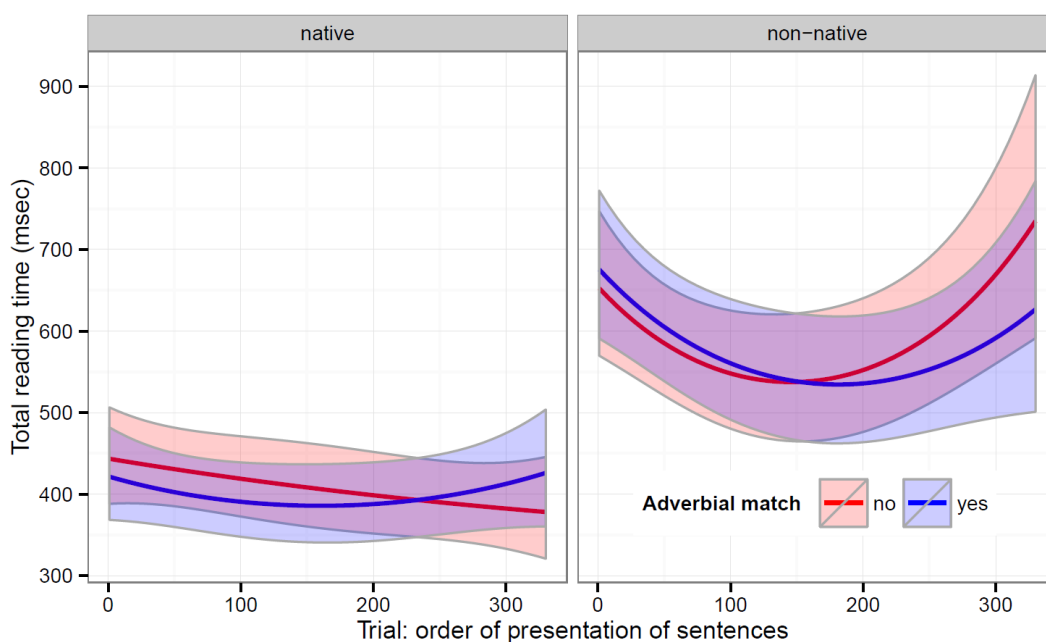 native
non−native
Total reading time (msec)
900
800
700
600
500
400
300
Adverbial match no yes
0 100 200 300
0 100 200 300
Trial: order of presentation of sentences